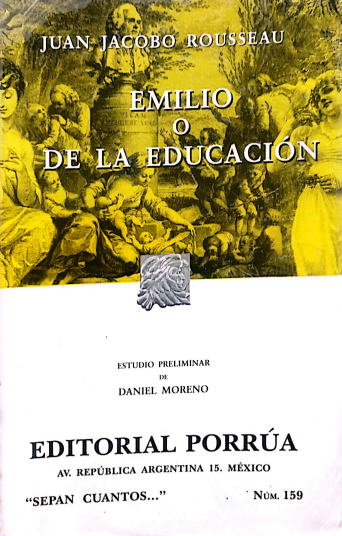 JUAN JACOBO ROUSSEAU
EMILIO
O
DE LA EDUCACIÓN
ESTUDIO PRELIMINAR
DE
DANIEL MORENO
EDITORIAL PORRÚA
AV. REPÚBLICA ARGENTINA 15. MÉXICO
"SEPAN CUANTOS..." NÚM. 159